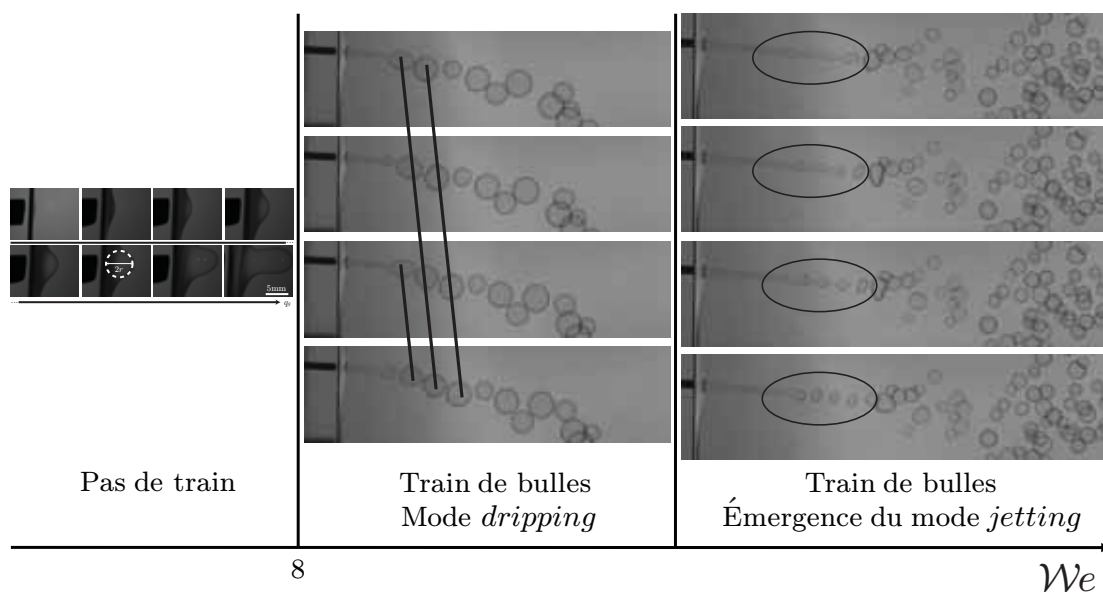 2r
5mm
q_g
Pas de train
Train de bulles
Mode dripping
Train de bulles
Émergence du mode jetting
8
We